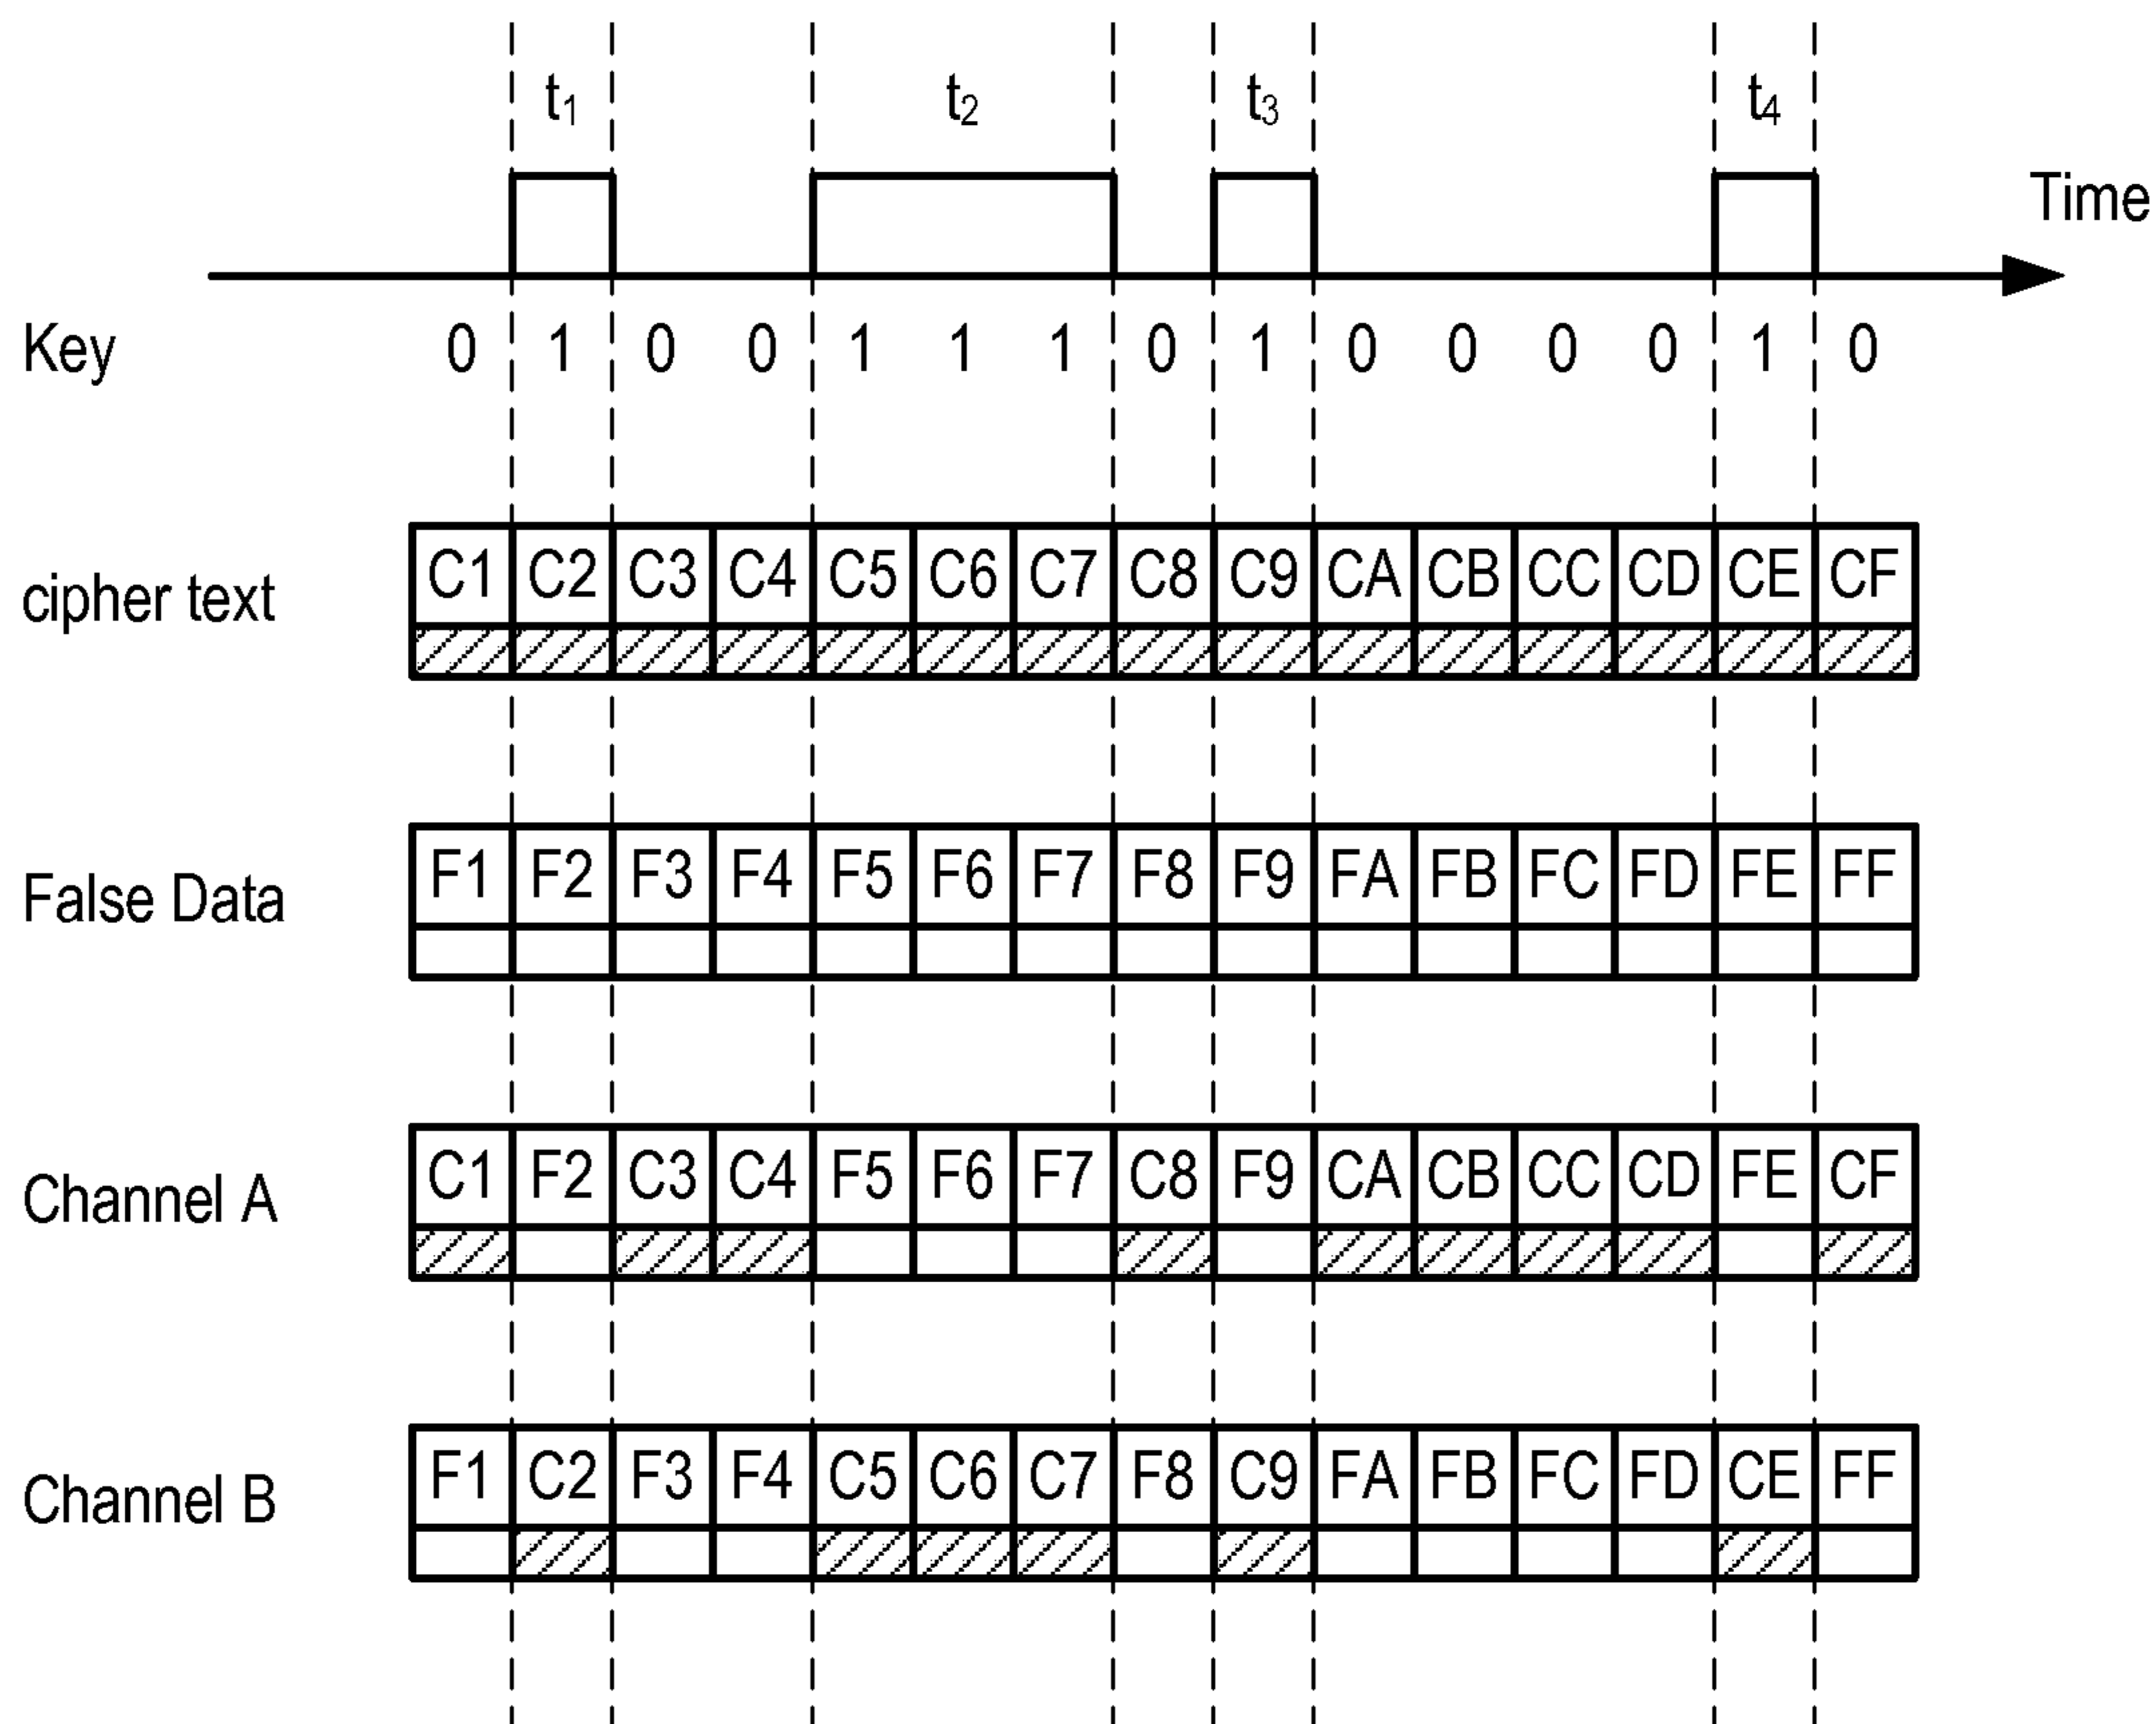 t1 t2 t3 t4
Time
Key 0 1 0 0 1 1 1 0 1 0 0 0 0 1 0
cipher text C1 C2 C3 C4 C5 C6 C7 C8 C9 CA CB CC CD CE CF
False Data F1 F2 F3 F4 F5 F6 F7 F8 F9 FA FB FC FD FE FF
Channel A C1 F2 C3 C4 F5 F6 F7 C8 F9 CA CB CC CD FE CF
Channel B F1 C2 F3 F4 C5 C6 C7 F8 C9 FA FB FC FD CE FF